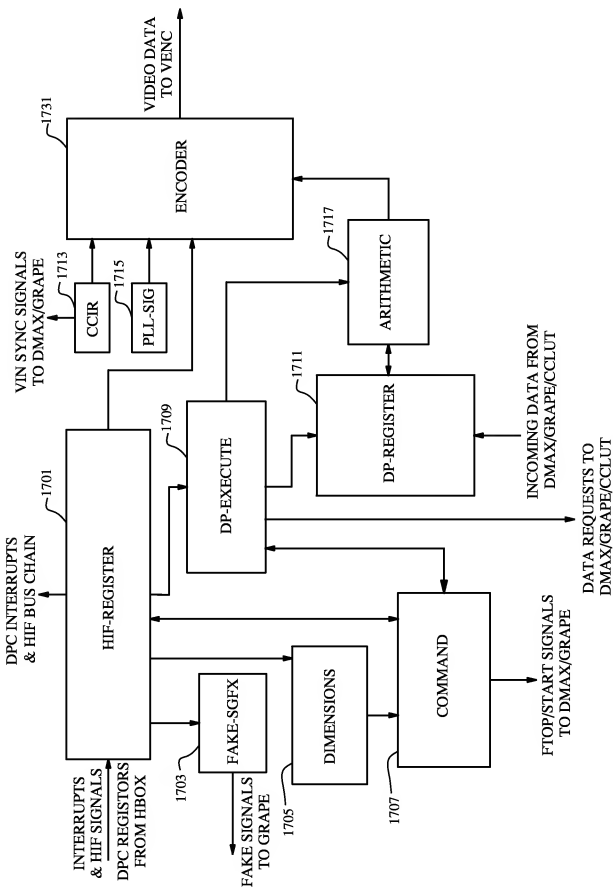 INTERRUPTS
& HIF SIGNALS
DPC REGISTORS
FROM HBOX
DPC INTERRUPTS
& HIF BUS CHAIN
1701
HIF-REGISTER
FAKE SIGNALS
TO GRAPE
1703
FAKE-SGFX
1705
DIMENSIONS
1707
COMMAND
FTOP/START SIGNALS
TO DMAX/GRAPE
1709
DP-EXECUTE
DATA REQUESTS TO
DMAX/GRAPE/CCLUT
1711
DP-REGISTER
INCOMING DATA FROM
DMAX/GRAPE/CCLUT
VIN SYNC SIGNALS
TO DMAX/GRAPE
1713
CCIR
1715
PLL-SIG
1717
ARITHMETIC
1731
ENCODER
VIDEO DATA
TO VENC